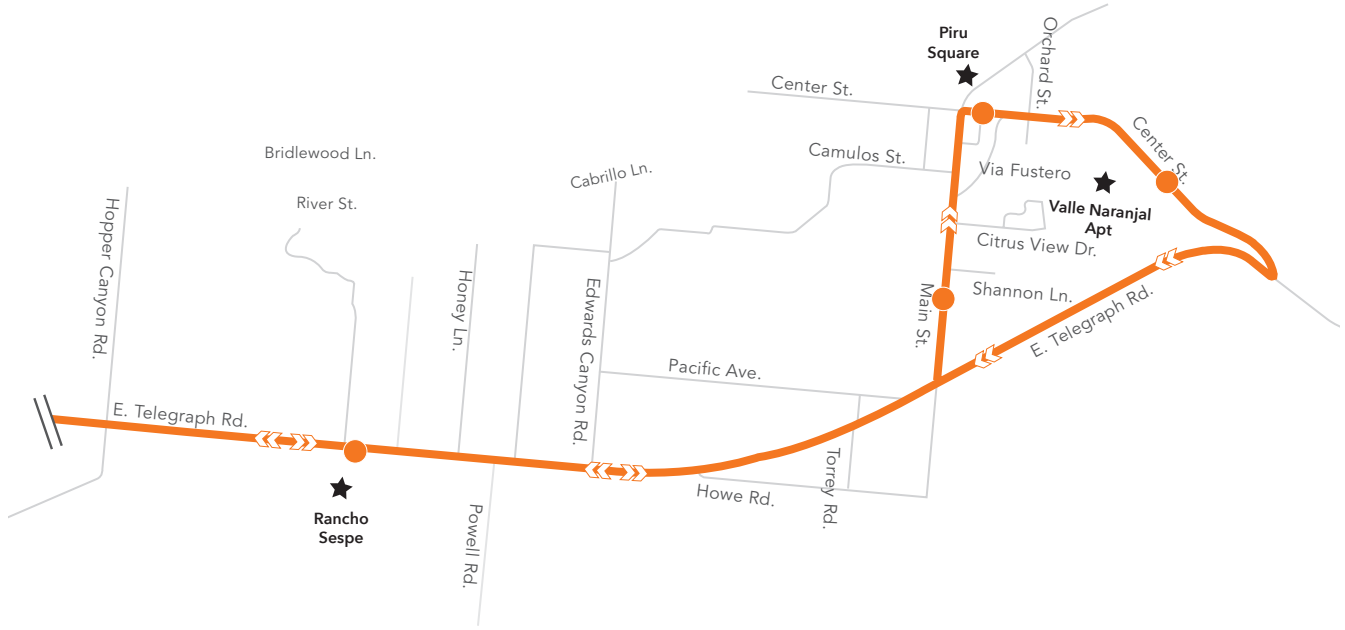 Piru
Square
Orchard St.
Center St.
Center St.
Camulos St.
Bridlewood Ln.
Cabrillo Ln.
Via Fustero
River St.
Valle Naranjal
Apt
Hopper Canyon Rd.
Citrus View Dr.
Honey Ln.
Edwards Canyon Rd.
Main St.
Shannon Ln.
E. Telegraph Rd.
Pacific Ave.
E. Telegraph Rd.
Torrey Rd.
Howe Rd.
Powell Rd.
Rancho
Sespe